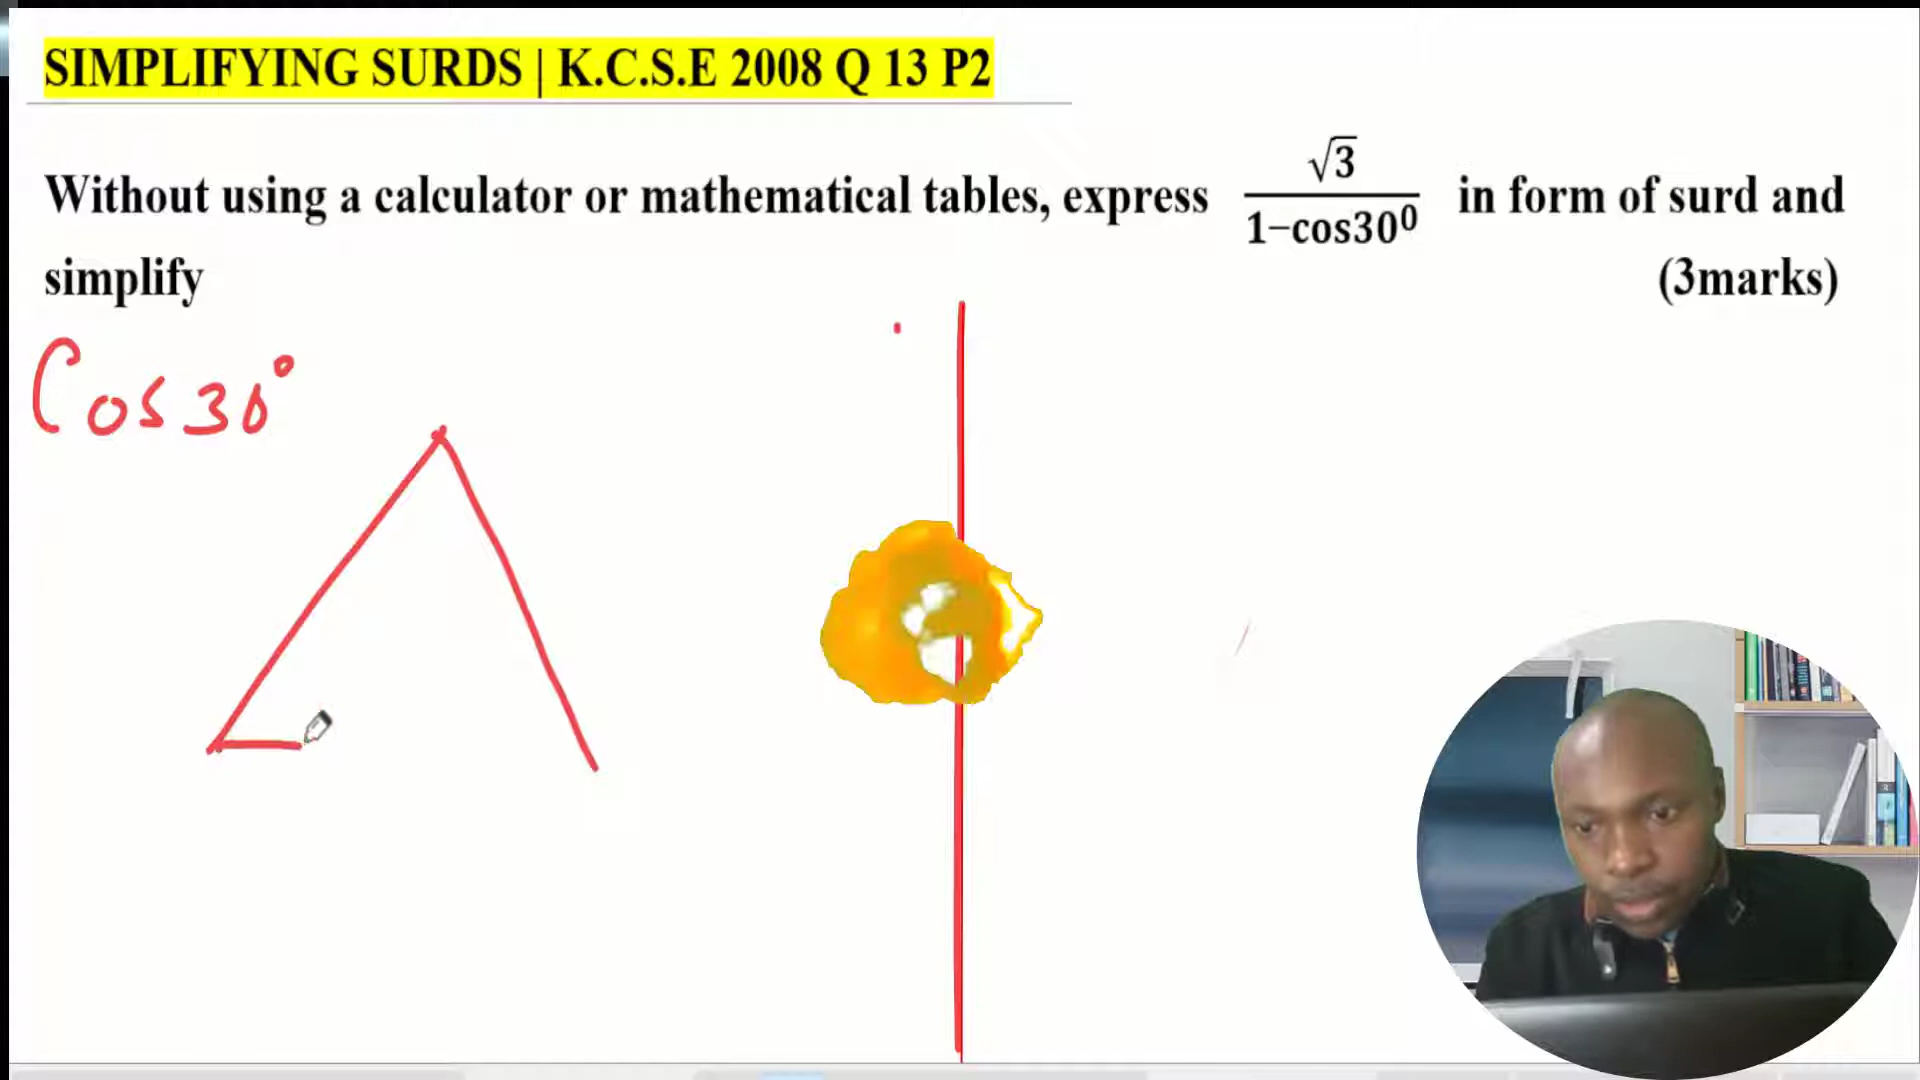 SIMPLIFYING SURDS | K.C.S.E 2008 Q 13 P2
Without using a calculator or mathematical tables, express √3/(1−cos30⁰) in form of surd and
simplify (3marks)
Cos 30°